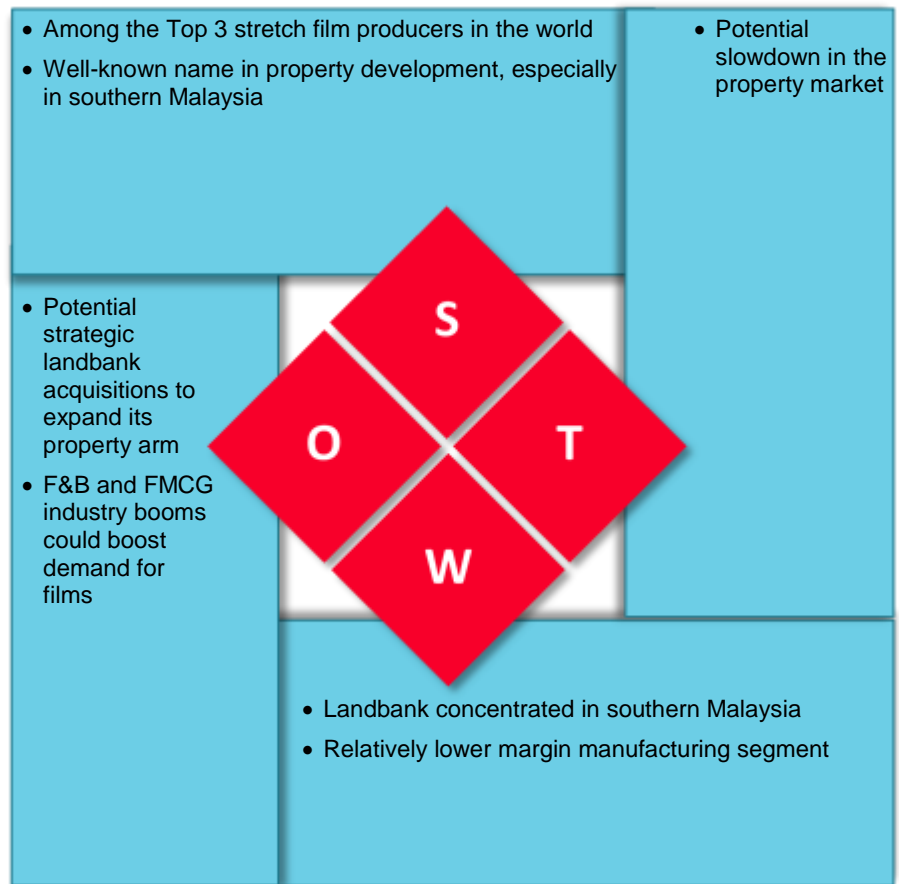 • Among the Top 3 stretch film producers in the world
• Well-known name in property development, especially
in southern Malaysia
• Potential
slowdown in the
property market
• Potential
strategic
landbank
acquisitions to
expand its
property arm
• F&B and FMCG
industry booms
could boost
demand for
films
S
O
T
W
• Landbank concentrated in southern Malaysia
• Relatively lower margin manufacturing segment